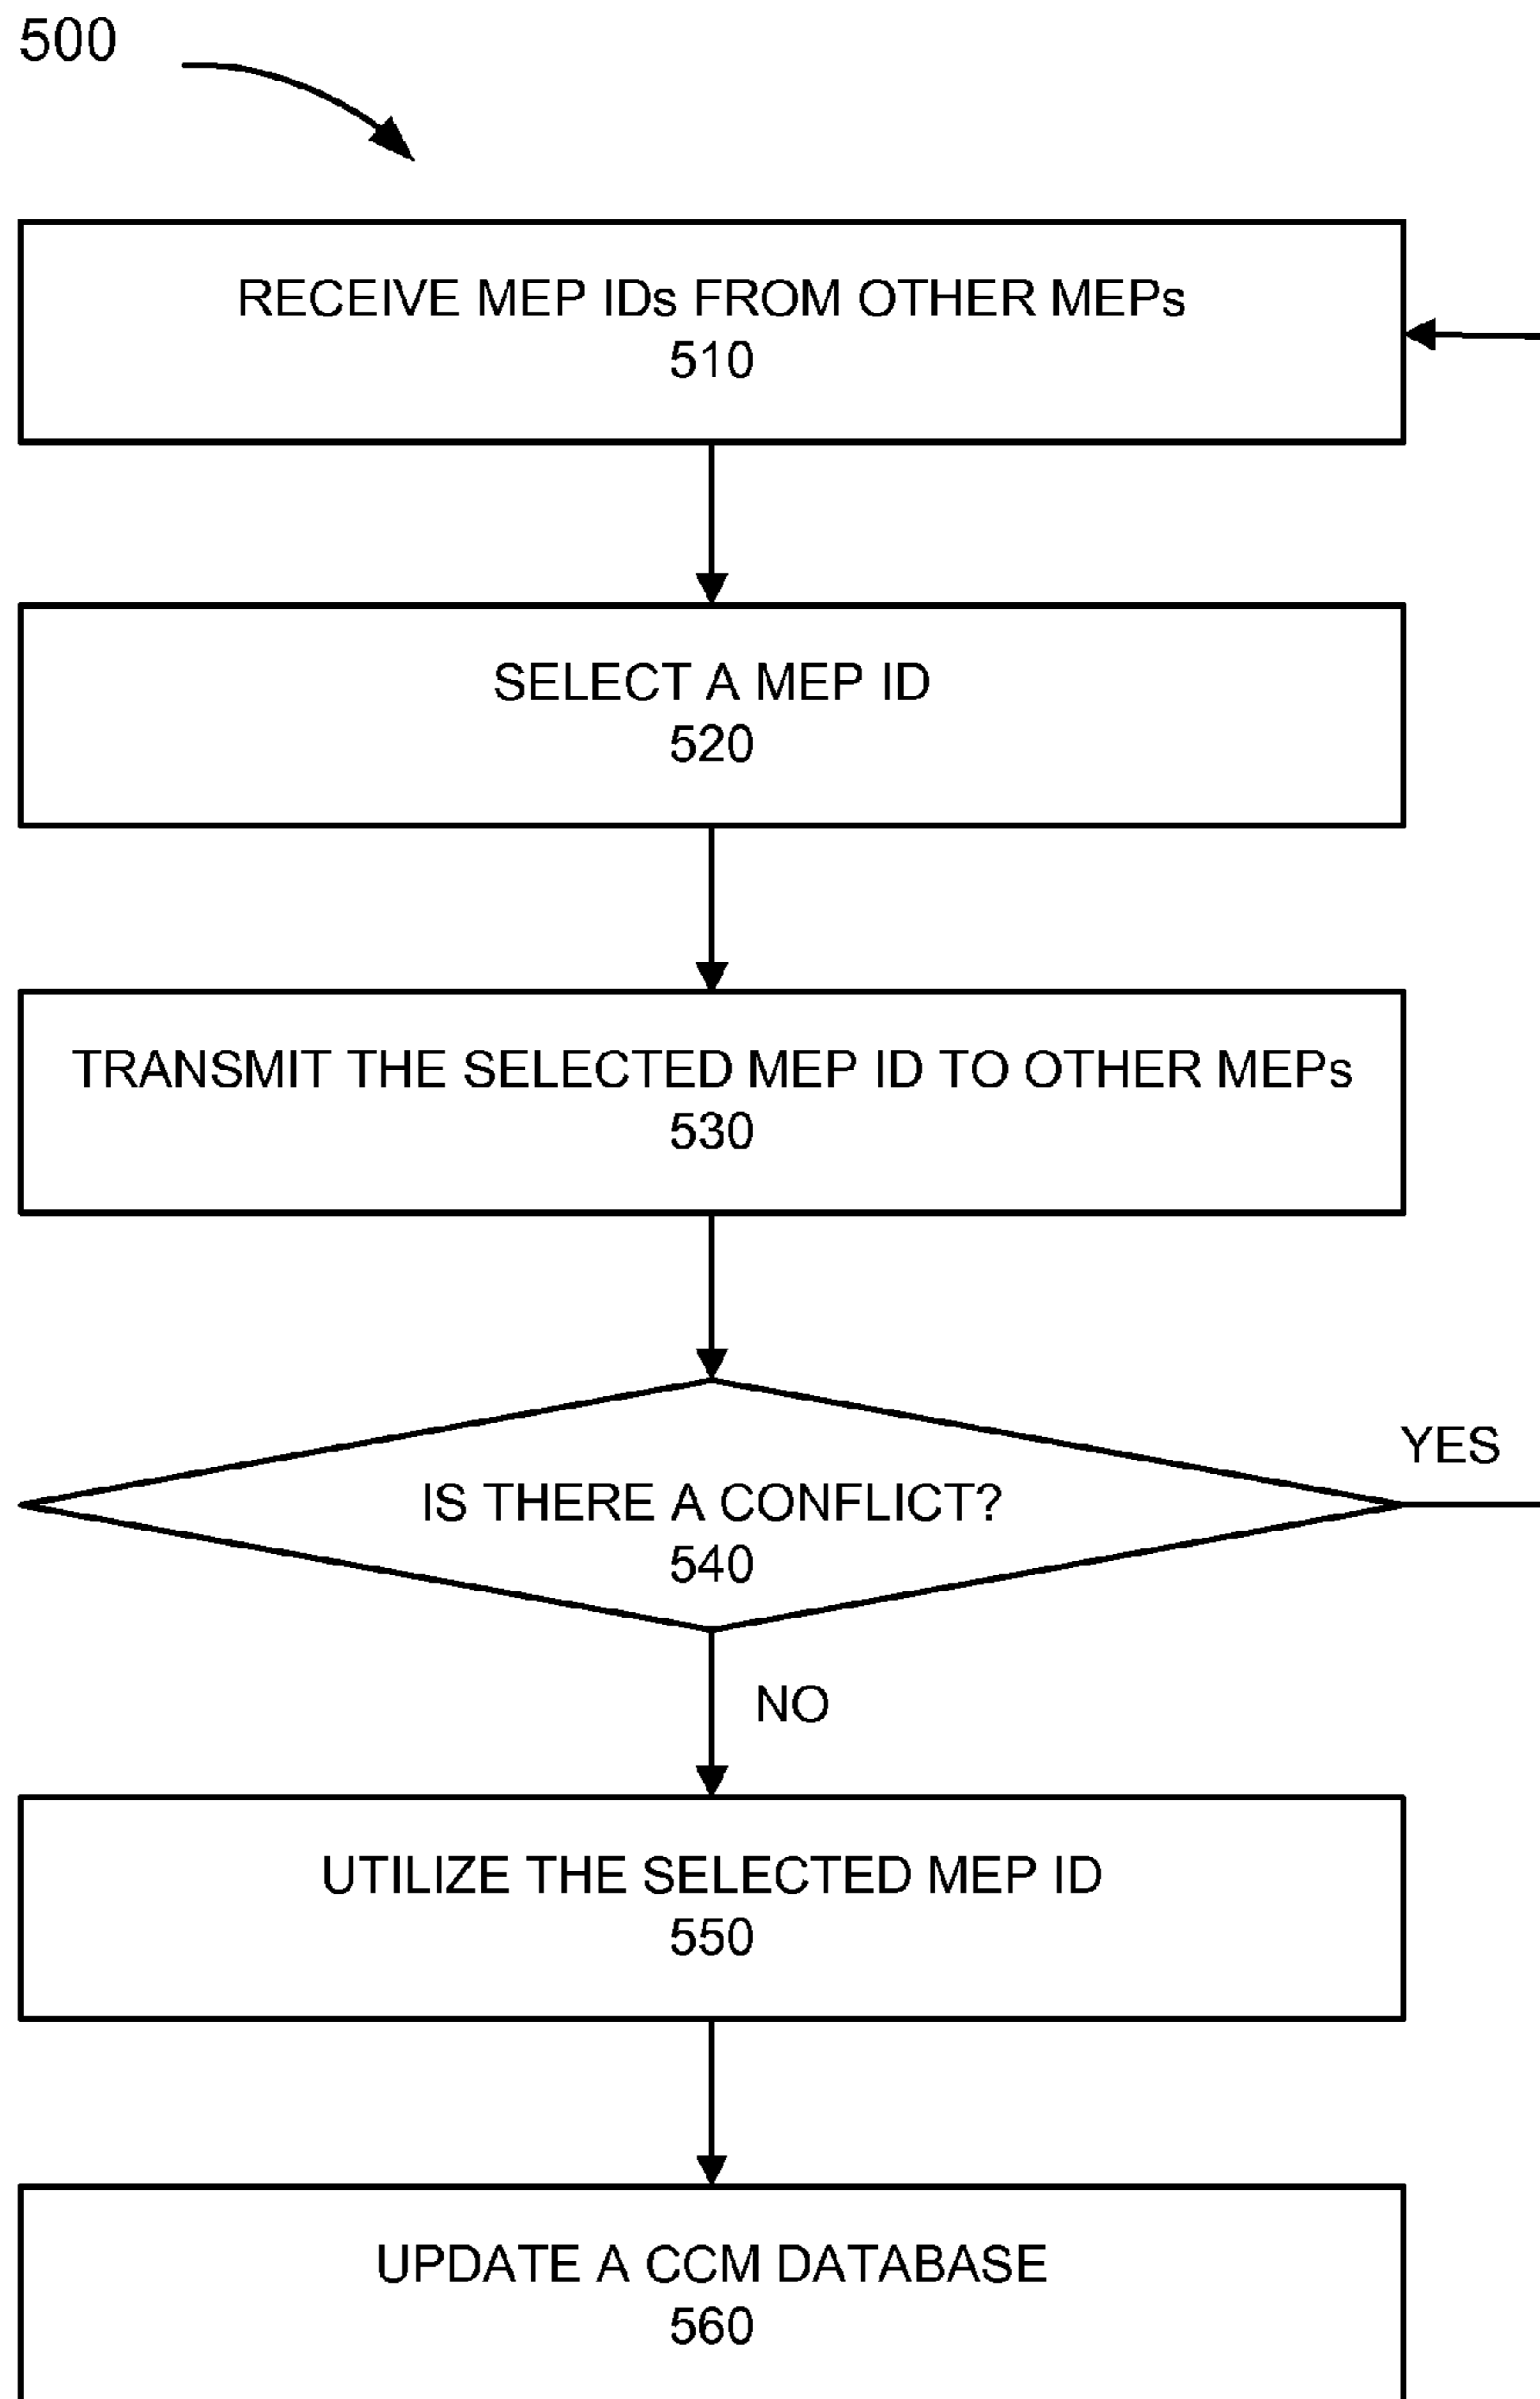 500
RECEIVE MEP IDs FROM OTHER MEPs
510
SELECT A MEP ID
520
TRANSMIT THE SELECTED MEP ID TO OTHER MEPs
530
IS THERE A CONFLICT?
540
YES
NO
UTILIZE THE SELECTED MEP ID
550
UPDATE A CCM DATABASE
560